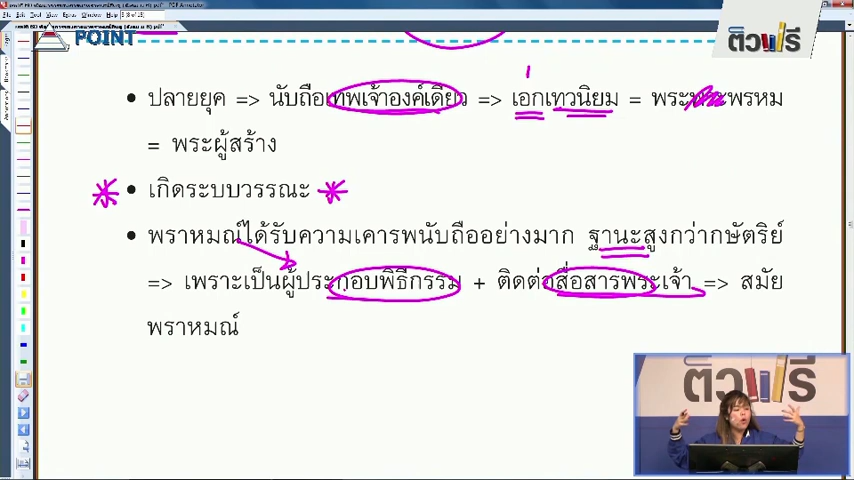 POINT
ติวฟรี
• ปลายยุค => นับถือเทพเจ้าองค์เดียว => เอกเทวนิยม = พระพรหม
= พระผู้สร้าง
• เกิดระบบวรรณะ
• พราหมณ์ได้รับความเคารพนับถืออย่างมาก ฐานะสูงกว่ากษัตริย์
=> เพราะเป็นผู้ประกอบพิธีกรรม + ติดต่อสื่อสารพระเจ้า => สมัย
พราหมณ์
ติวฟรี